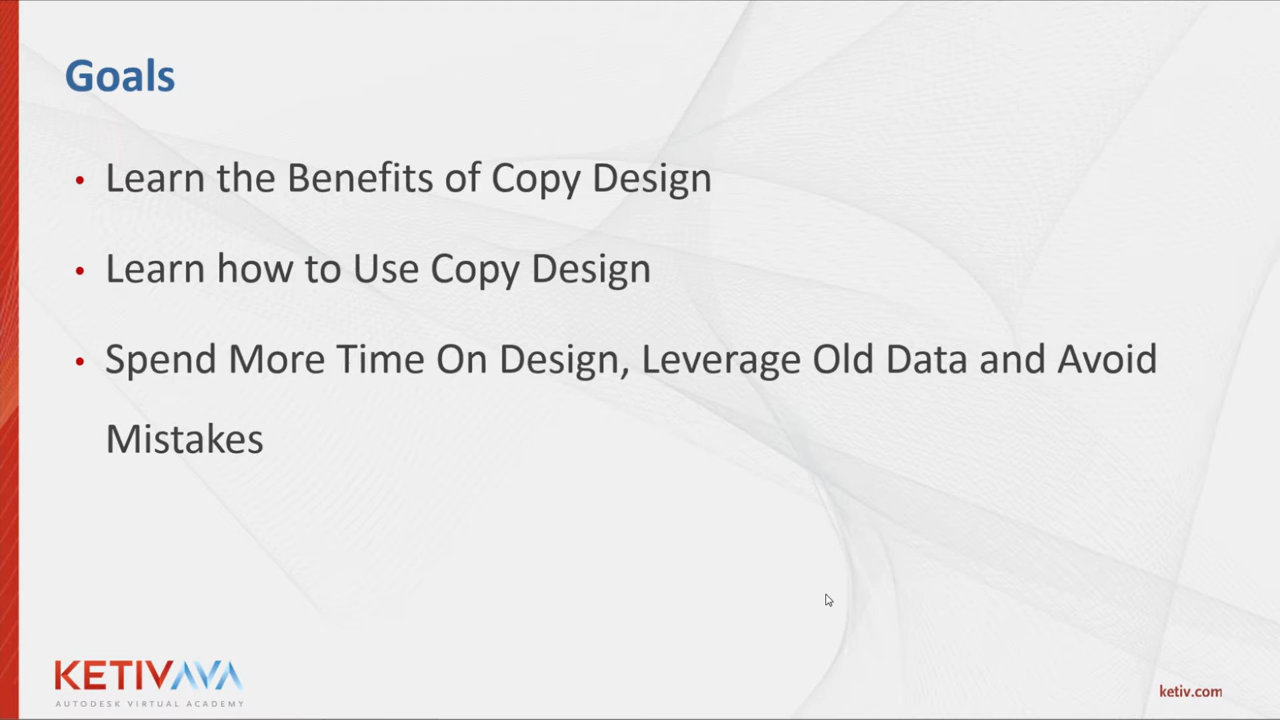 Goals
• Learn the Benefits of Copy Design
• Learn how to Use Copy Design
• Spend More Time On Design, Leverage Old Data and Avoid
Mistakes
KETIVAVA
AUTODESK VIRTUAL ACADEMY
ketiv.com